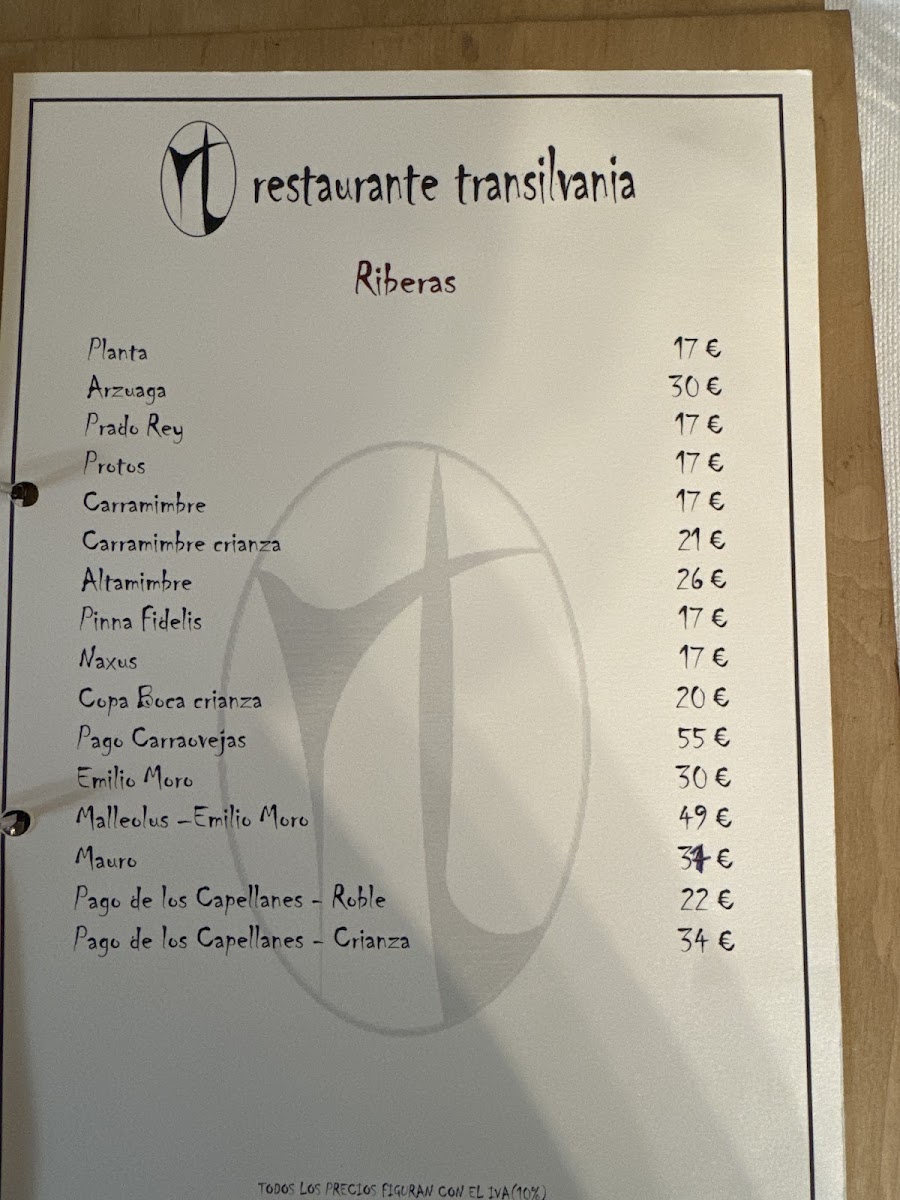 restaurante transilvania
Riberas
Planta 17 €
Arzuaga 30 €
Prado Rey 17 €
Protos 17 €
Carramimbre 17 €
Carramimbre crianza 21 €
Altamimbre 26 €
Pinna Fidelis 17 €
Naxus 17 €
Copa Boca crianza 20 €
Pago Carraovejas 55 €
Emilio Moro 30 €
Malleolus -Emilio Moro 49 €
Mauro €
Pago de los Capellanes - Roble 22 €
Pago de los Capellanes - Crianza 34 €
TODOS LOS PRECIOS FIGURAN CON EL IVA(10%)